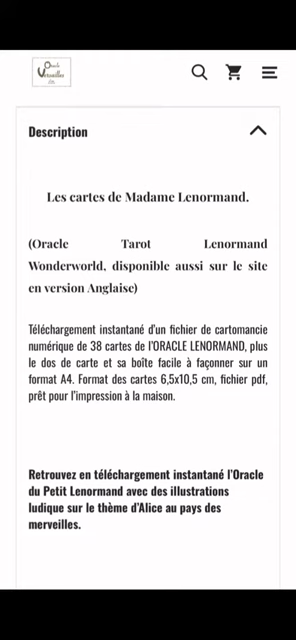 Oracle
Versailles
Description
Les cartes de Madame Lenormand.
(Oracle Tarot Lenormand
Wonderworld, disponible aussi sur le site
en version Anglaise)
Téléchargement instantané d'un fichier de cartomancie
numérique de 38 cartes de l'ORACLE LENORMAND, plus
le dos de carte et sa boîte facile à façonner sur un
format A4. Format des cartes 6,5x10,5 cm, fichier pdf,
prêt pour l'impression à la maison.
Retrouvez en téléchargement instantané l'Oracle
du Petit Lenormand avec des illustrations
ludique sur le thème d'Alice au pays des
merveilles.